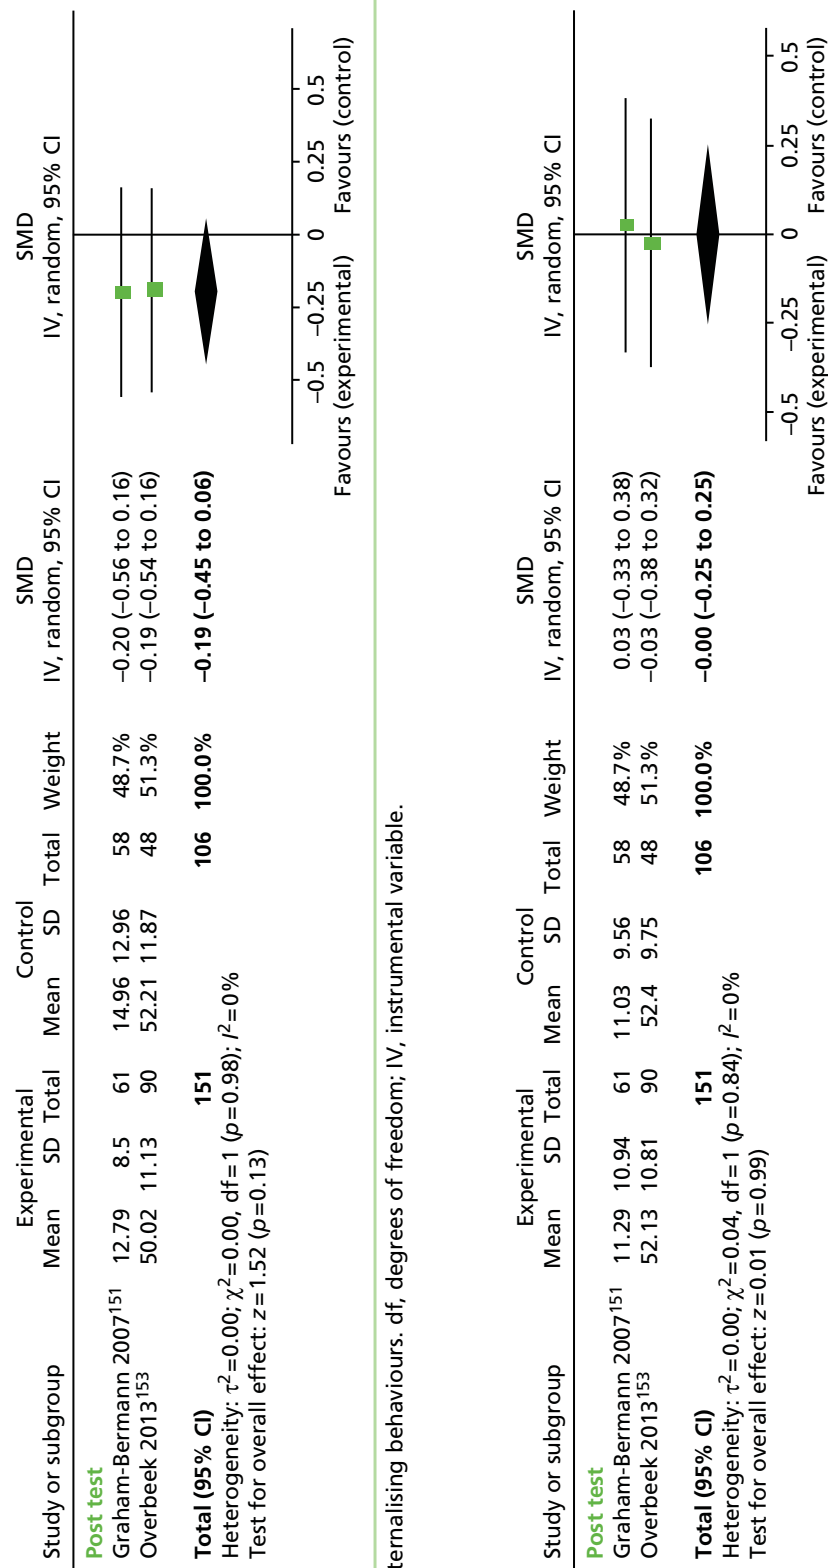 Experimental Control SMD SMD
Study or subgroup Mean SD Total Mean SD Total Weight IV, random, 95% CI IV, random, 95% CI
Post test
Graham-Bermann 2007151 12.79 8.5 61 14.96 12.96 58 48.7% −0.20 (−0.56 to 0.16)
Overbeek 2013153 50.02 11.13 90 52.21 11.87 48 51.3% −0.19 (−0.54 to 0.16)
Total (95% CI) 151 106 100.0% −0.19 (−0.45 to 0.06)
Heterogeneity: τ2=0.00; χ2=0.00, df=1 (p=0.98); I2=0%
Test for overall effect: z=1.52 (p=0.13)
−0.5 −0.25 0 0.25 0.5
Favours (experimental) Favours (control)
ternalising behaviours. df, degrees of freedom; IV, instrumental variable.
Experimental Control SMD SMD
Study or subgroup Mean SD Total Mean SD Total Weight IV, random, 95% CI IV, random, 95% CI
Post test
Graham-Bermann 2007151 11.29 10.94 61 11.03 9.56 58 48.7% 0.03 (−0.33 to 0.38)
Overbeek 2013153 52.13 10.81 90 52.4 9.75 48 51.3% −0.03 (−0.38 to 0.32)
Total (95% CI) 151 106 100.0% −0.00 (−0.25 to 0.25)
Heterogeneity: τ2=0.00; χ2=0.04, df=1 (p=0.84); I2=0%
Test for overall effect: z=0.01 (p=0.99)
−0.5 −0.25 0 0.25 0.5
Favours (experimental) Favours (control)